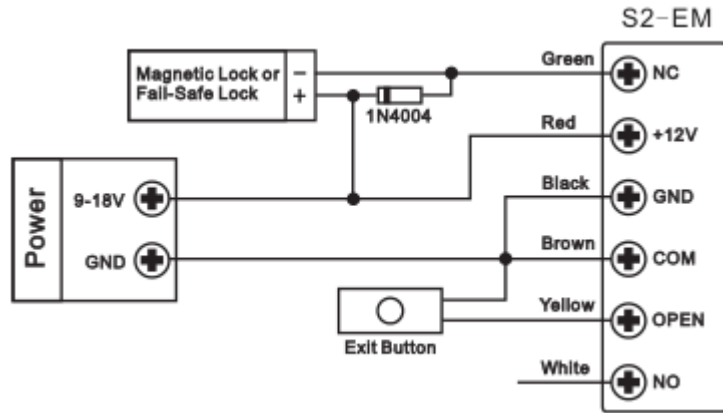 S2-EM
Magnetic Lock or
Fail-Safe Lock
−
+
1N4004
Green
NC
Red
+12V
Black
GND
Brown
COM
Yellow
OPEN
White
NO
Power
9-18V
GND
Exit Button